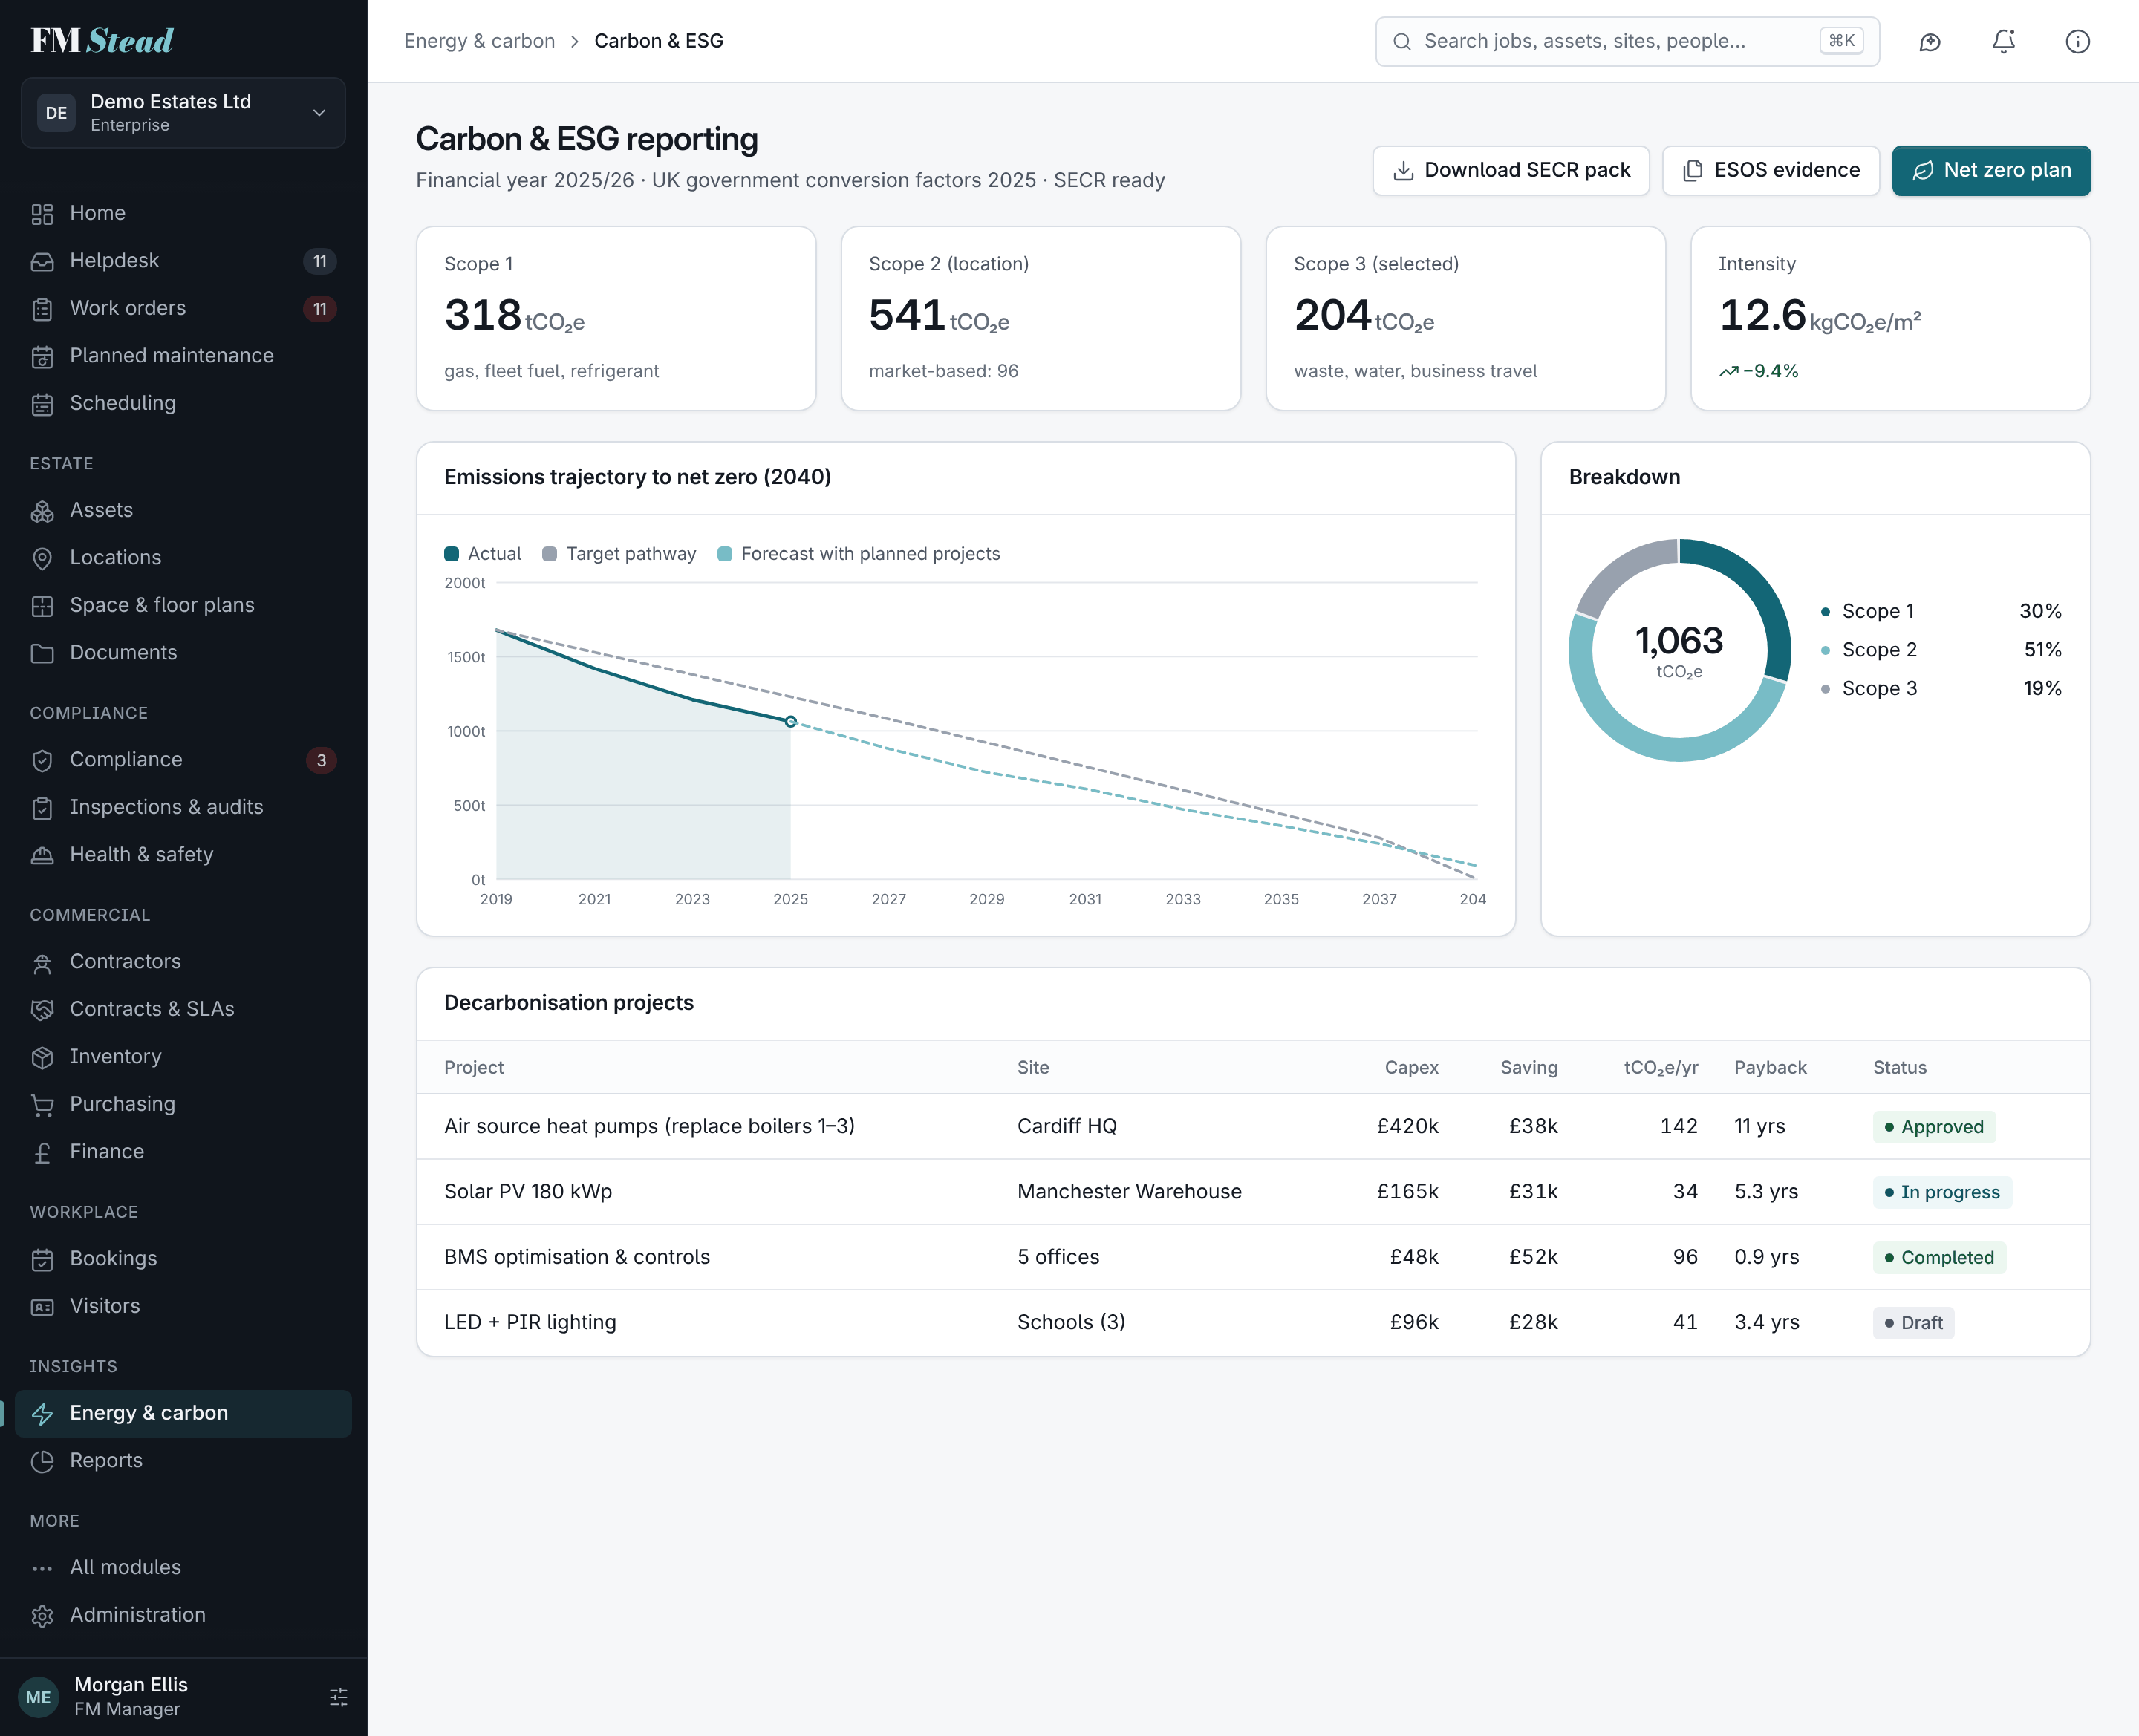 FM Stead
DE
Demo Estates Ltd
Enterprise
Home
Helpdesk 11
Work orders 11
Planned maintenance
Scheduling
ESTATE
Assets
Locations
Space & floor plans
Documents
COMPLIANCE
Compliance 3
Inspections & audits
Health & safety
COMMERCIAL
Contractors
Contracts & SLAs
Inventory
Purchasing
Finance
WORKPLACE
Bookings
Visitors
INSIGHTS
Energy & carbon
Reports
MORE
All modules
Administration
ME
Morgan Ellis
FM Manager
Energy & carbon > Carbon & ESG
Search jobs, assets, sites, people... ⌘K
Carbon & ESG reporting
Financial year 2025/26 · UK government conversion factors 2025 · SECR ready
Download SECR pack
ESOS evidence
Net zero plan
Scope 1
318 tCO₂e
gas, fleet fuel, refrigerant
Scope 2 (location)
541 tCO₂e
market-based: 96
Scope 3 (selected)
204 tCO₂e
waste, water, business travel
Intensity
12.6 kgCO₂e/m²
−9.4%
Emissions trajectory to net zero (2040)
Actual Target pathway Forecast with planned projects
2000t
1500t
1000t
500t
0t
2019 2021 2023 2025 2027 2029 2031 2033 2035 2037
Breakdown
1,063
tCO₂e
Scope 1 30%
Scope 2 51%
Scope 3 19%
Decarbonisation projects
Project Site Capex Saving tCO₂e/yr Payback Status
Air source heat pumps (replace boilers 1–3) Cardiff HQ £420k £38k 142 11 yrs Approved
Solar PV 180 kWp Manchester Warehouse £165k £31k 34 5.3 yrs In progress
BMS optimisation & controls 5 offices £48k £52k 96 0.9 yrs Completed
LED + PIR lighting Schools (3) £96k £28k 41 3.4 yrs Draft